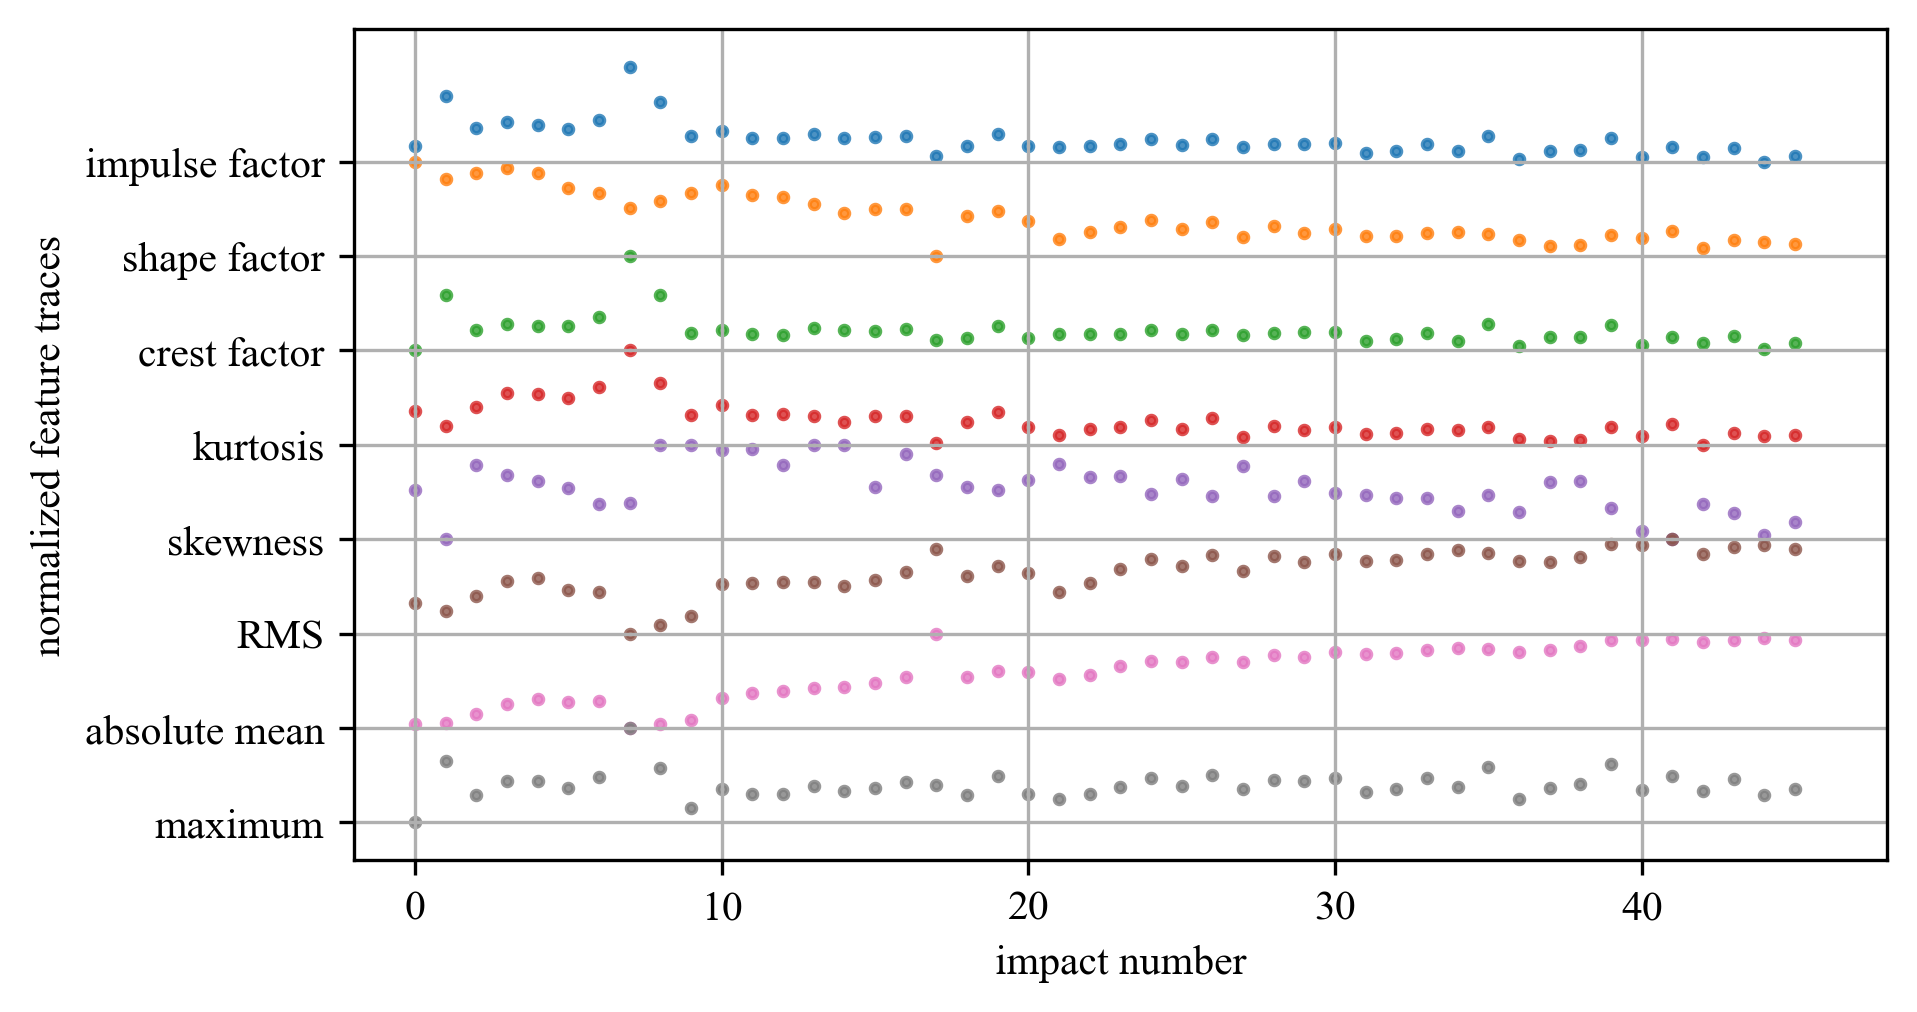 normalized feature traces
impulse factor
shape factor
crest factor
kurtosis
skewness
RMS
absolute mean
maximum
0 10 20 30 40
impact number